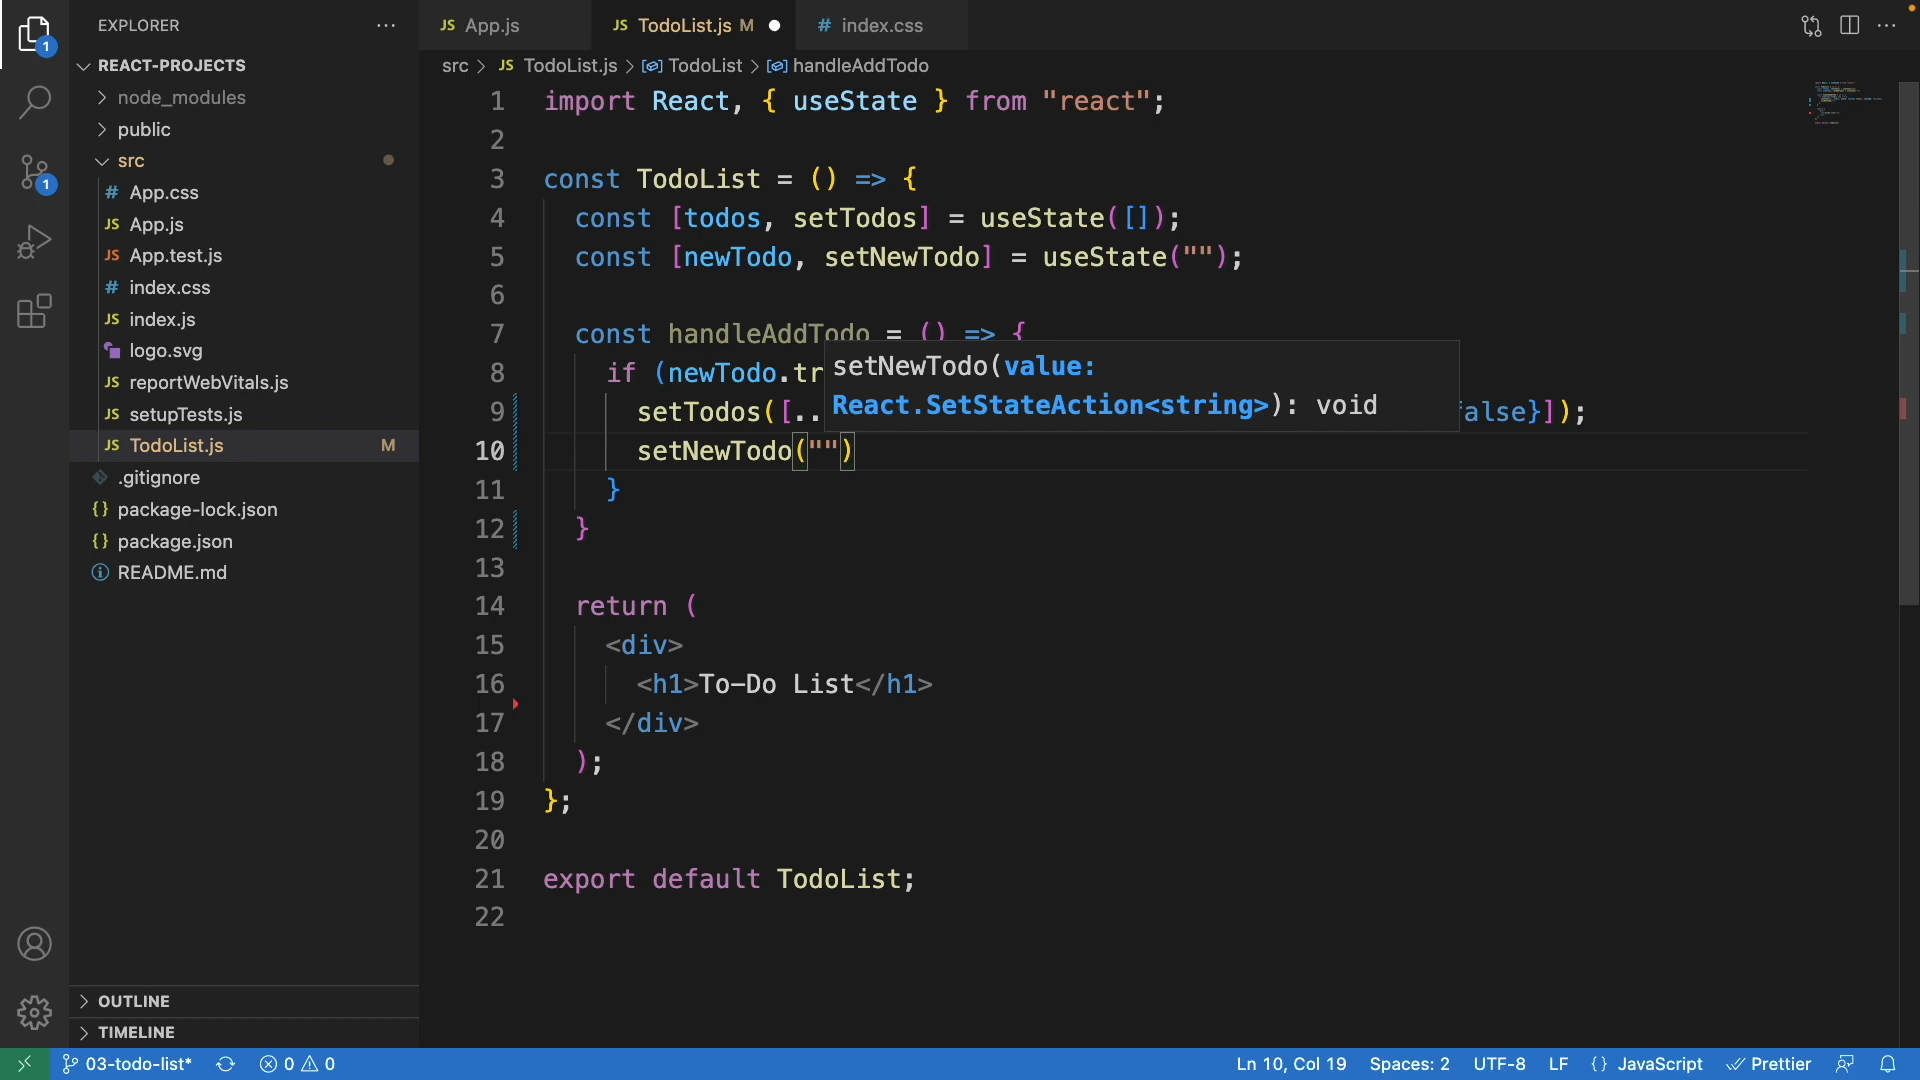 EXPLORER
REACT-PROJECTS
node_modules
public
src
# App.css
JS App.js
JS App.test.js
# index.css
JS index.js
logo.svg
JS reportWebVitals.js
JS setupTests.js
JS TodoList.js M
.gitignore
{} package-lock.json
{} package.json
README.md
OUTLINE
TIMELINE
1
1
JS App.js
JS TodoList.js M
# index.css
src > JS TodoList.js > TodoList > handleAddTodo
1 import React, { useState } from "react";
2
3 const TodoList = () => {
4 const [todos, setTodos] = useState([]);
5 const [newTodo, setNewTodo] = useState("");
6
7 const handleAddTodo = () => {
8 if (newTodo.tr
setNewTodo(value:
React.SetStateAction<string>): void
9 setTodos([.. alse}]);
10 setNewTodo("")
11 }
12 }
13
14 return (
15 <div>
16 <h1>To-Do List</h1>
17 </div>
18 );
19 };
20
21 export default TodoList;
22
03-todo-list* 0 0 Ln 10, Col 19 Spaces: 2 UTF-8 LF {} JavaScript Prettier